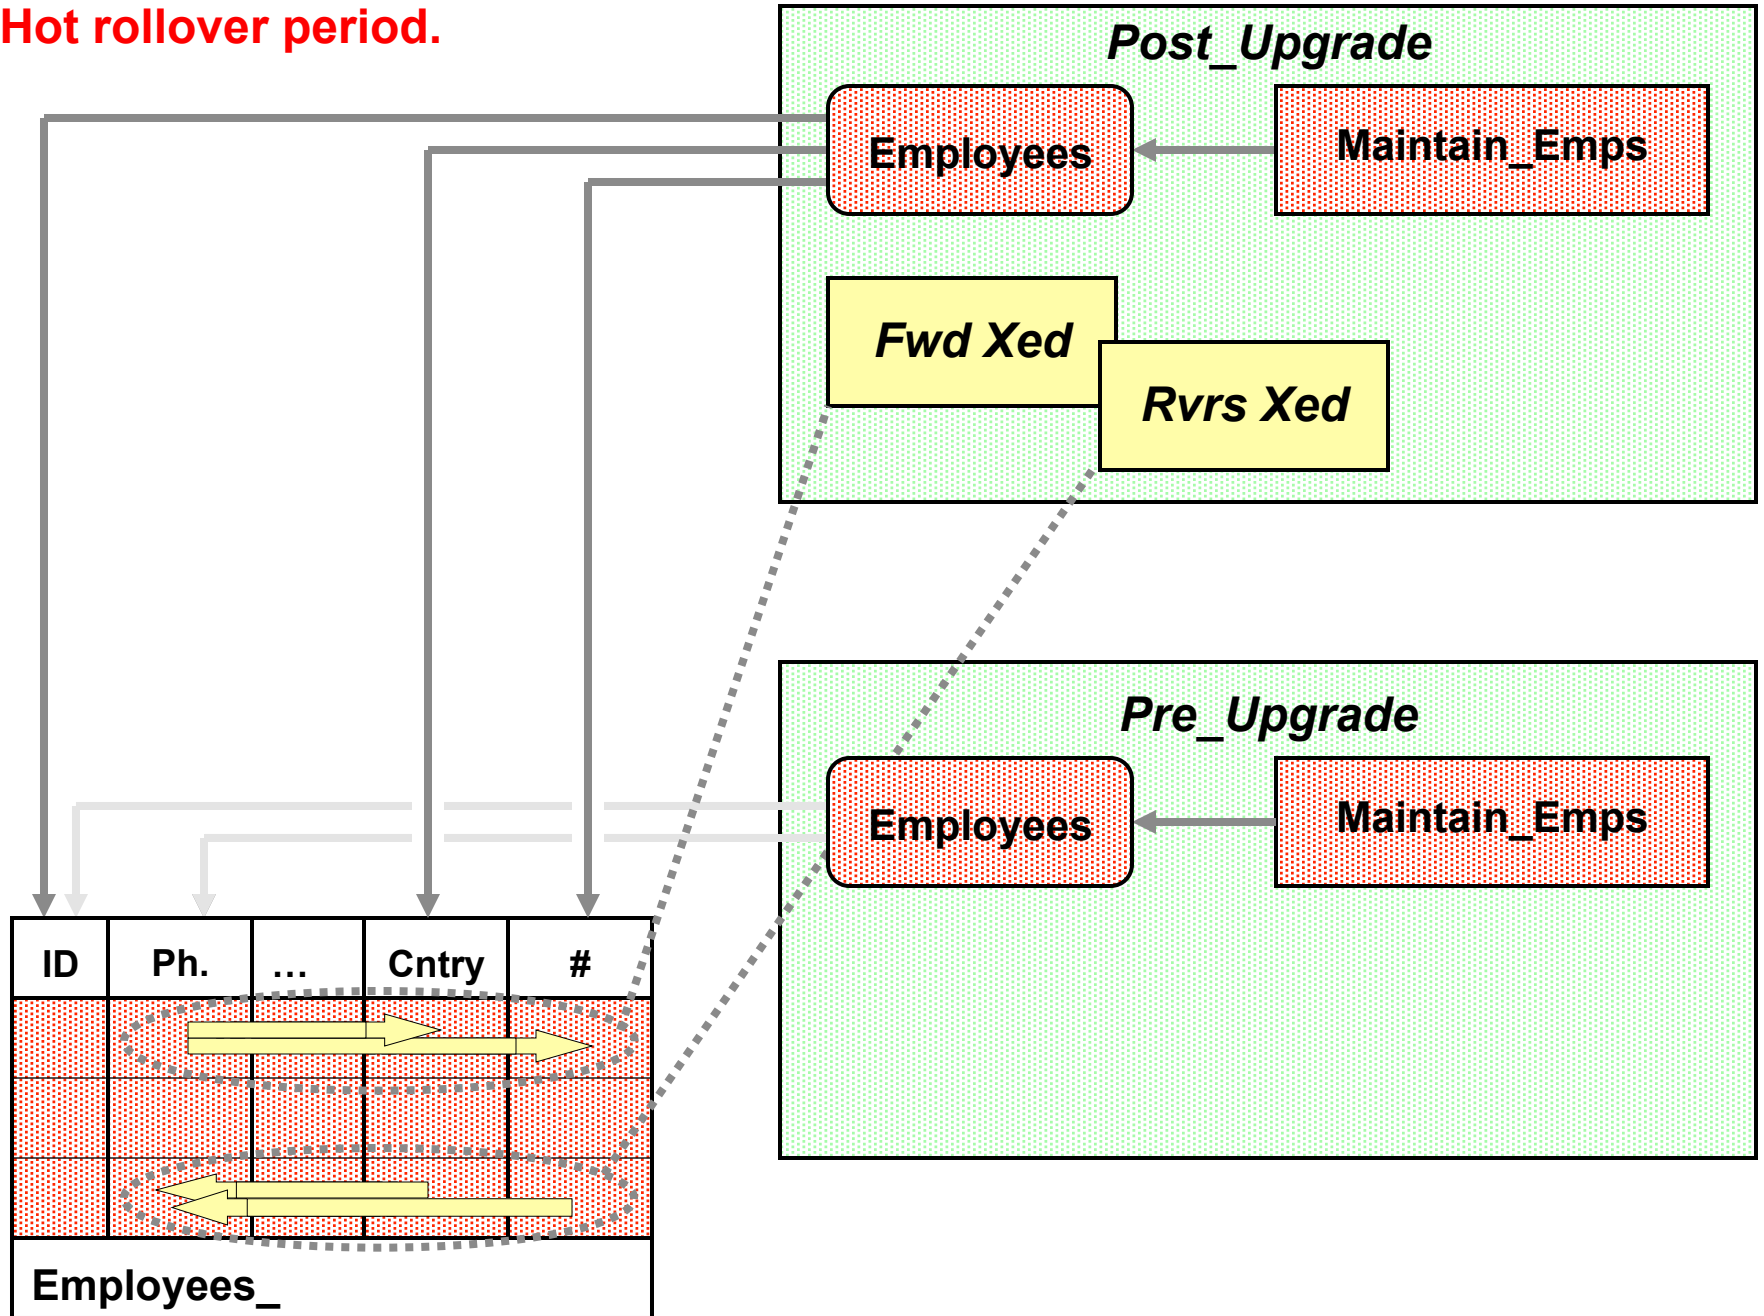 Hot rollover period.
Post_Upgrade
Employees
Maintain_Emps
Fwd Xed
Rvrs Xed
Pre_Upgrade
Employees
Maintain_Emps
ID Ph. ... Cntry #
Employees_